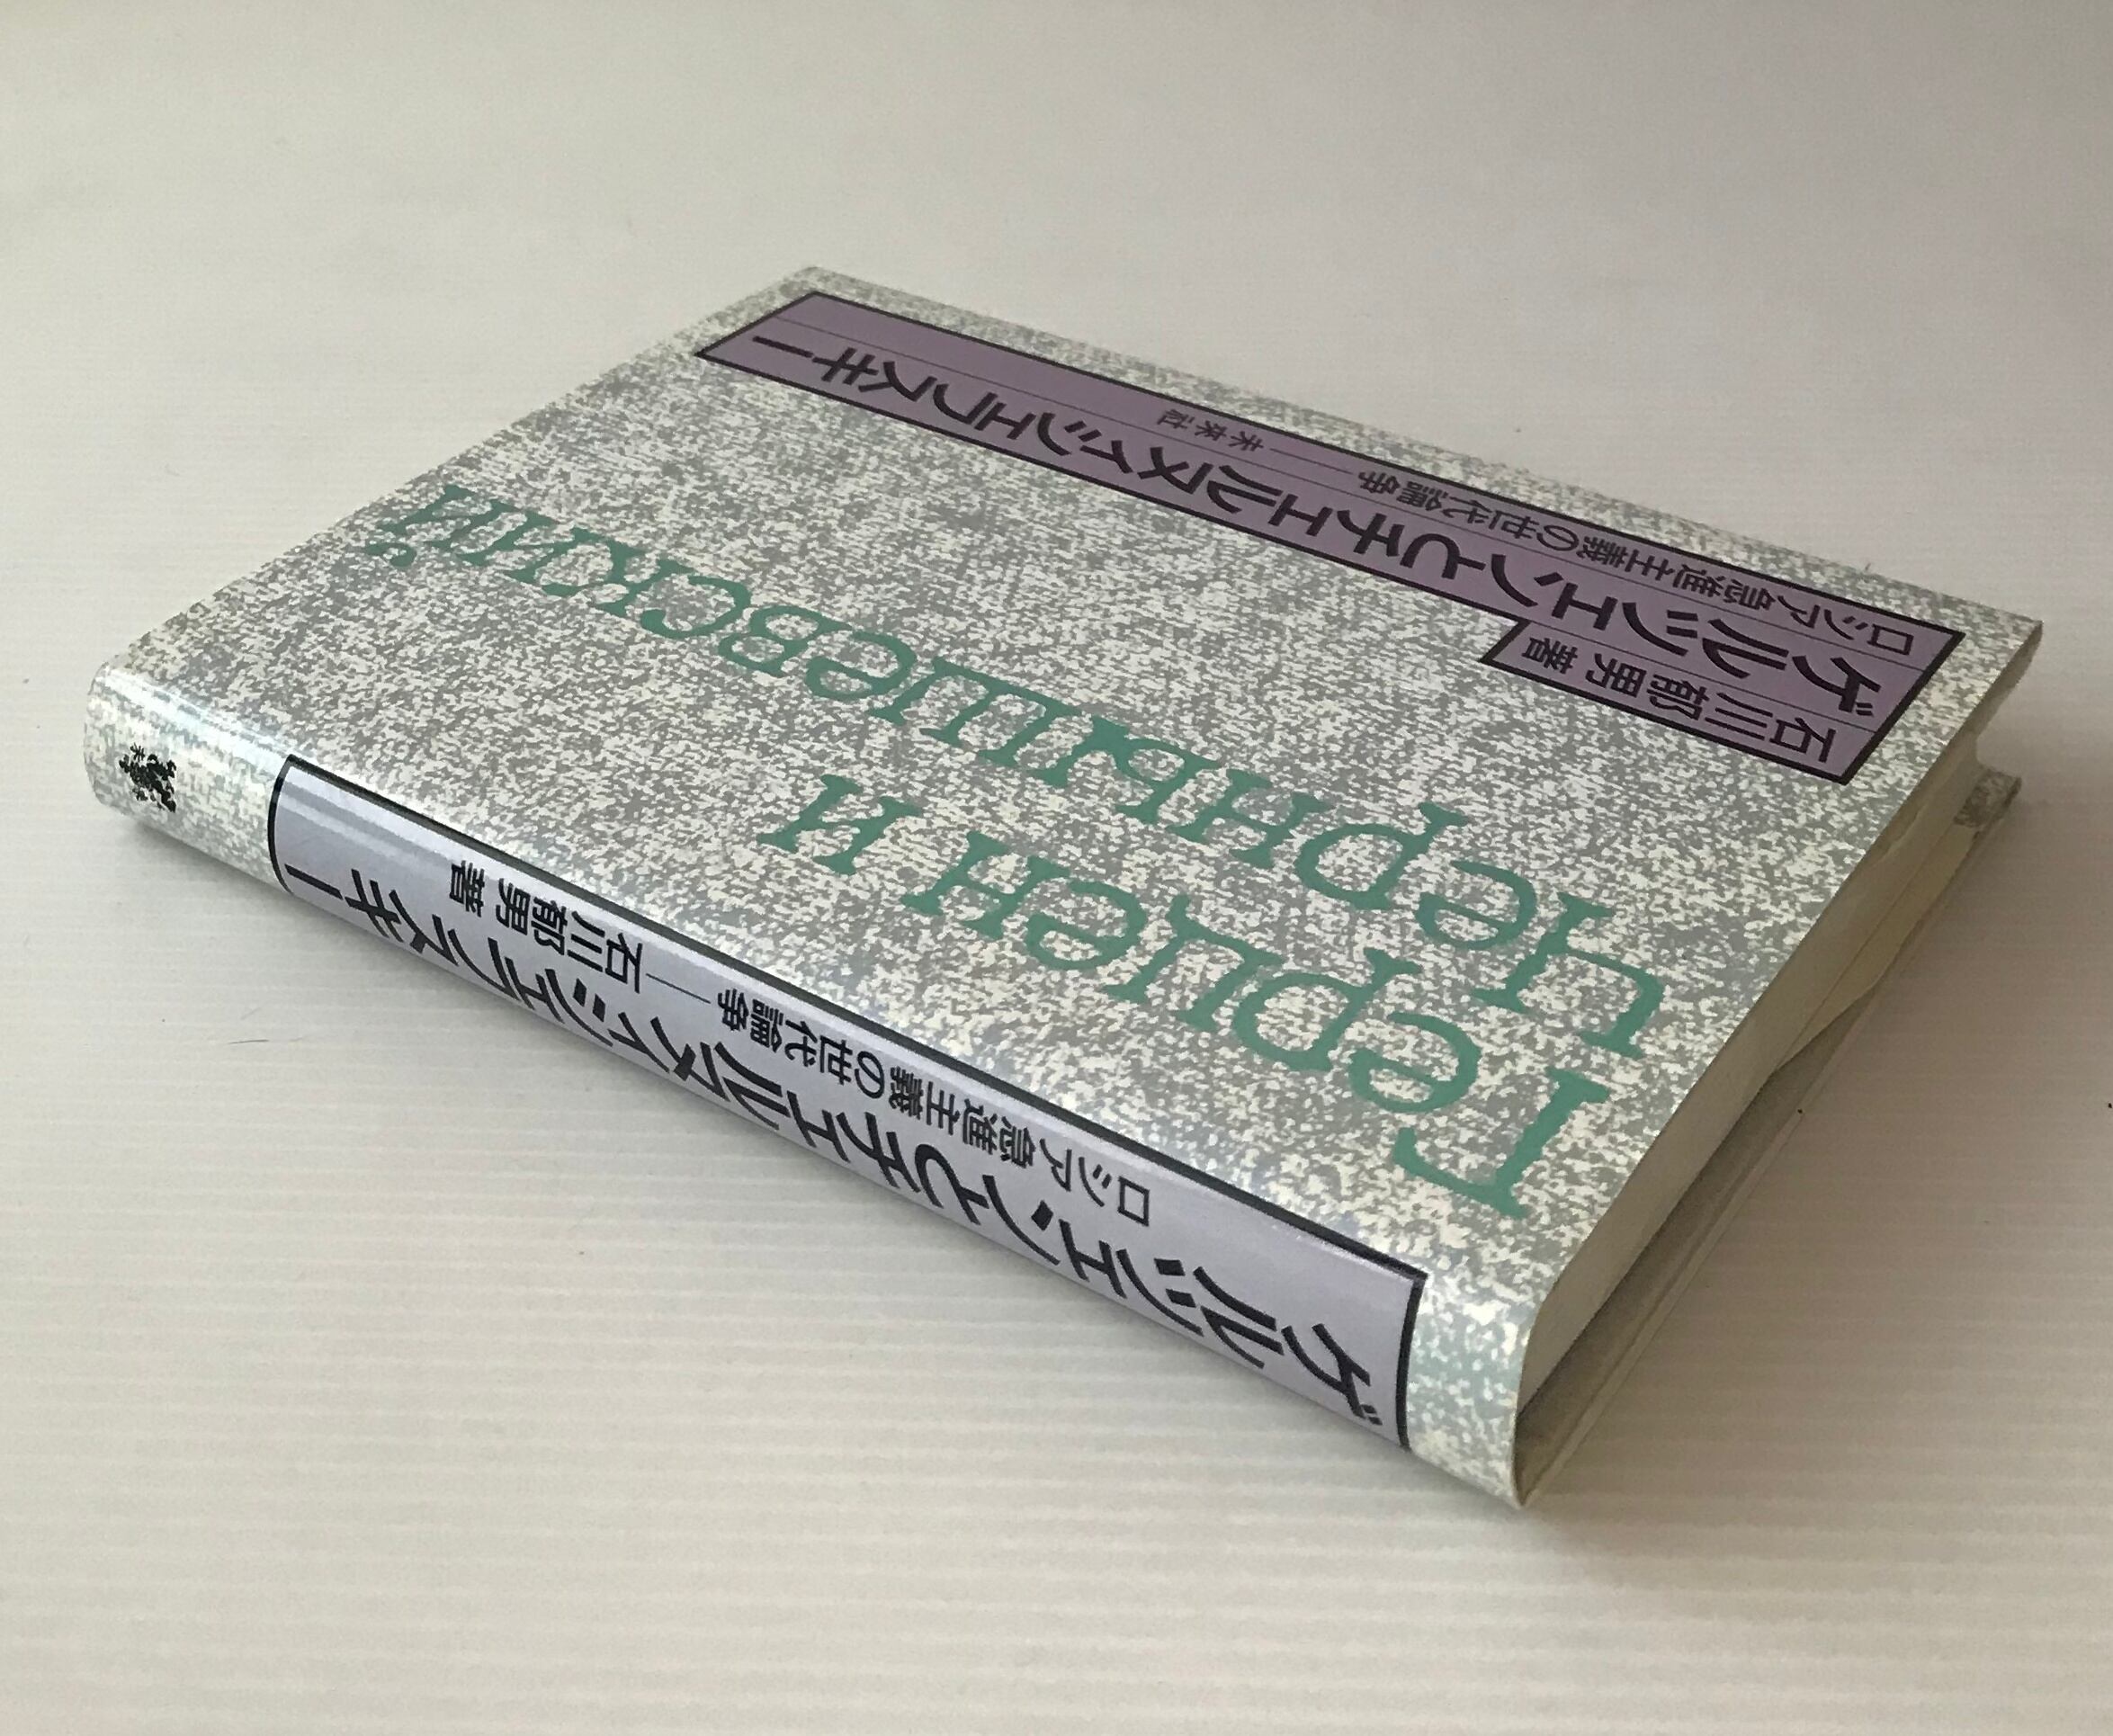 石川郁男 著
ゲルツェンとチェルヌィシェフスキー
ロシア急進主義の世代論争――未來社
Герцен и
Чернышевский
ゲルツェンとチェルヌィシェフスキー
ロシア急進主義の世代論争――石川郁男 著